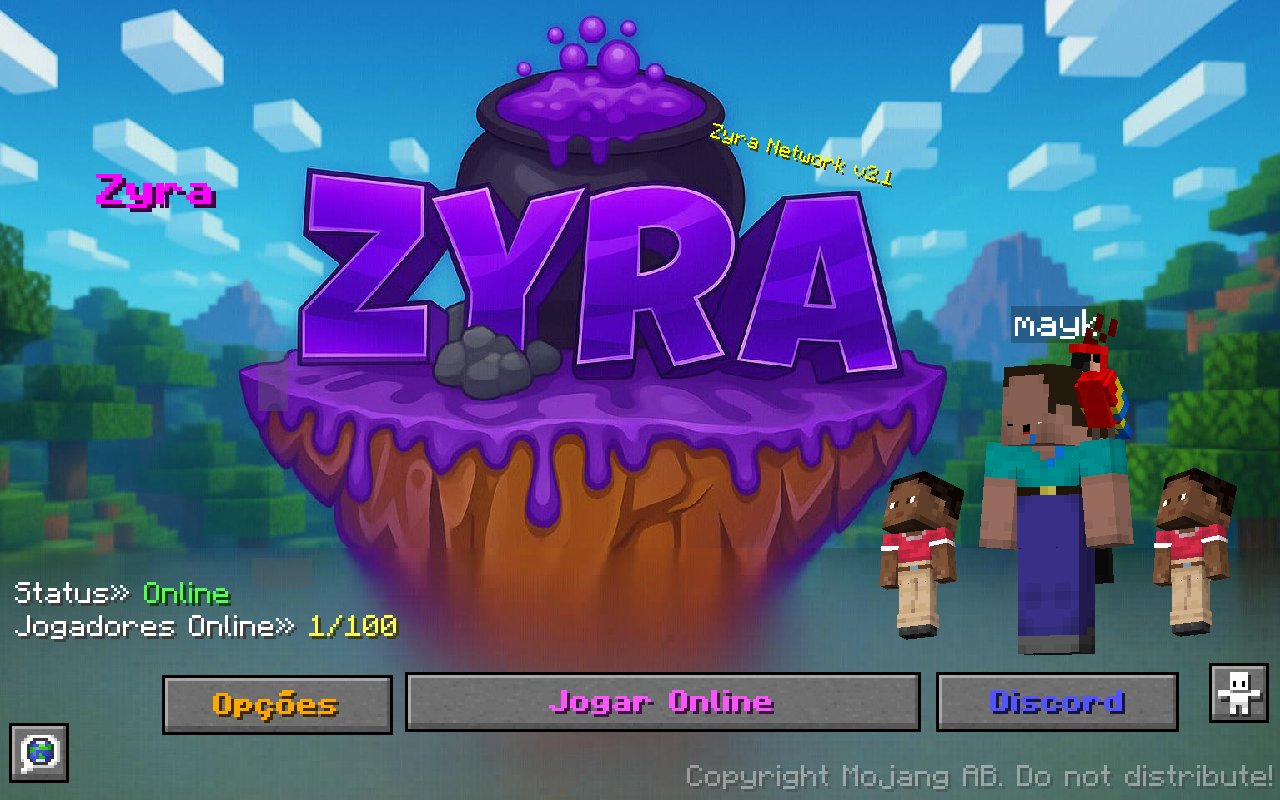 Zyra Network v2.1
Zyra
ZYRA
mayk
Status» Online
Jogadores Online» 1/100
Opções
Jogar Online
Discord
Copyright Mojang AB. Do not distribute!